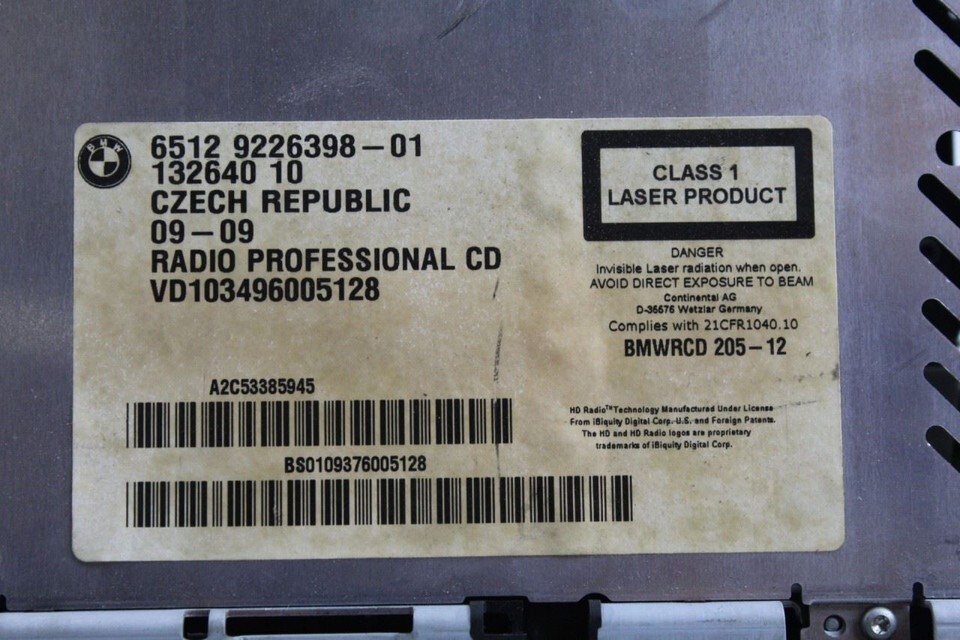 BMW
6512 9226398-01
132640 10
CZECH REPUBLIC
09-09
RADIO PROFESSIONAL CD
VD103496005128
CLASS 1
LASER PRODUCT
DANGER
Invisible Laser radiation when open.
AVOID DIRECT EXPOSURE TO BEAM
Continental AG
D-35576 Wetzlar Germany
Complies with 21CFR1040.10
BMWRCD 205-12
A2C53385945
BS0109376005128
HD Radio™ Technology Manufactured Under License
From iBiquity Digital Corp. U.S. and Foreign Patents.
The HD and HD Radio logos are proprietary
trademarks of iBiquity Digital Corp.